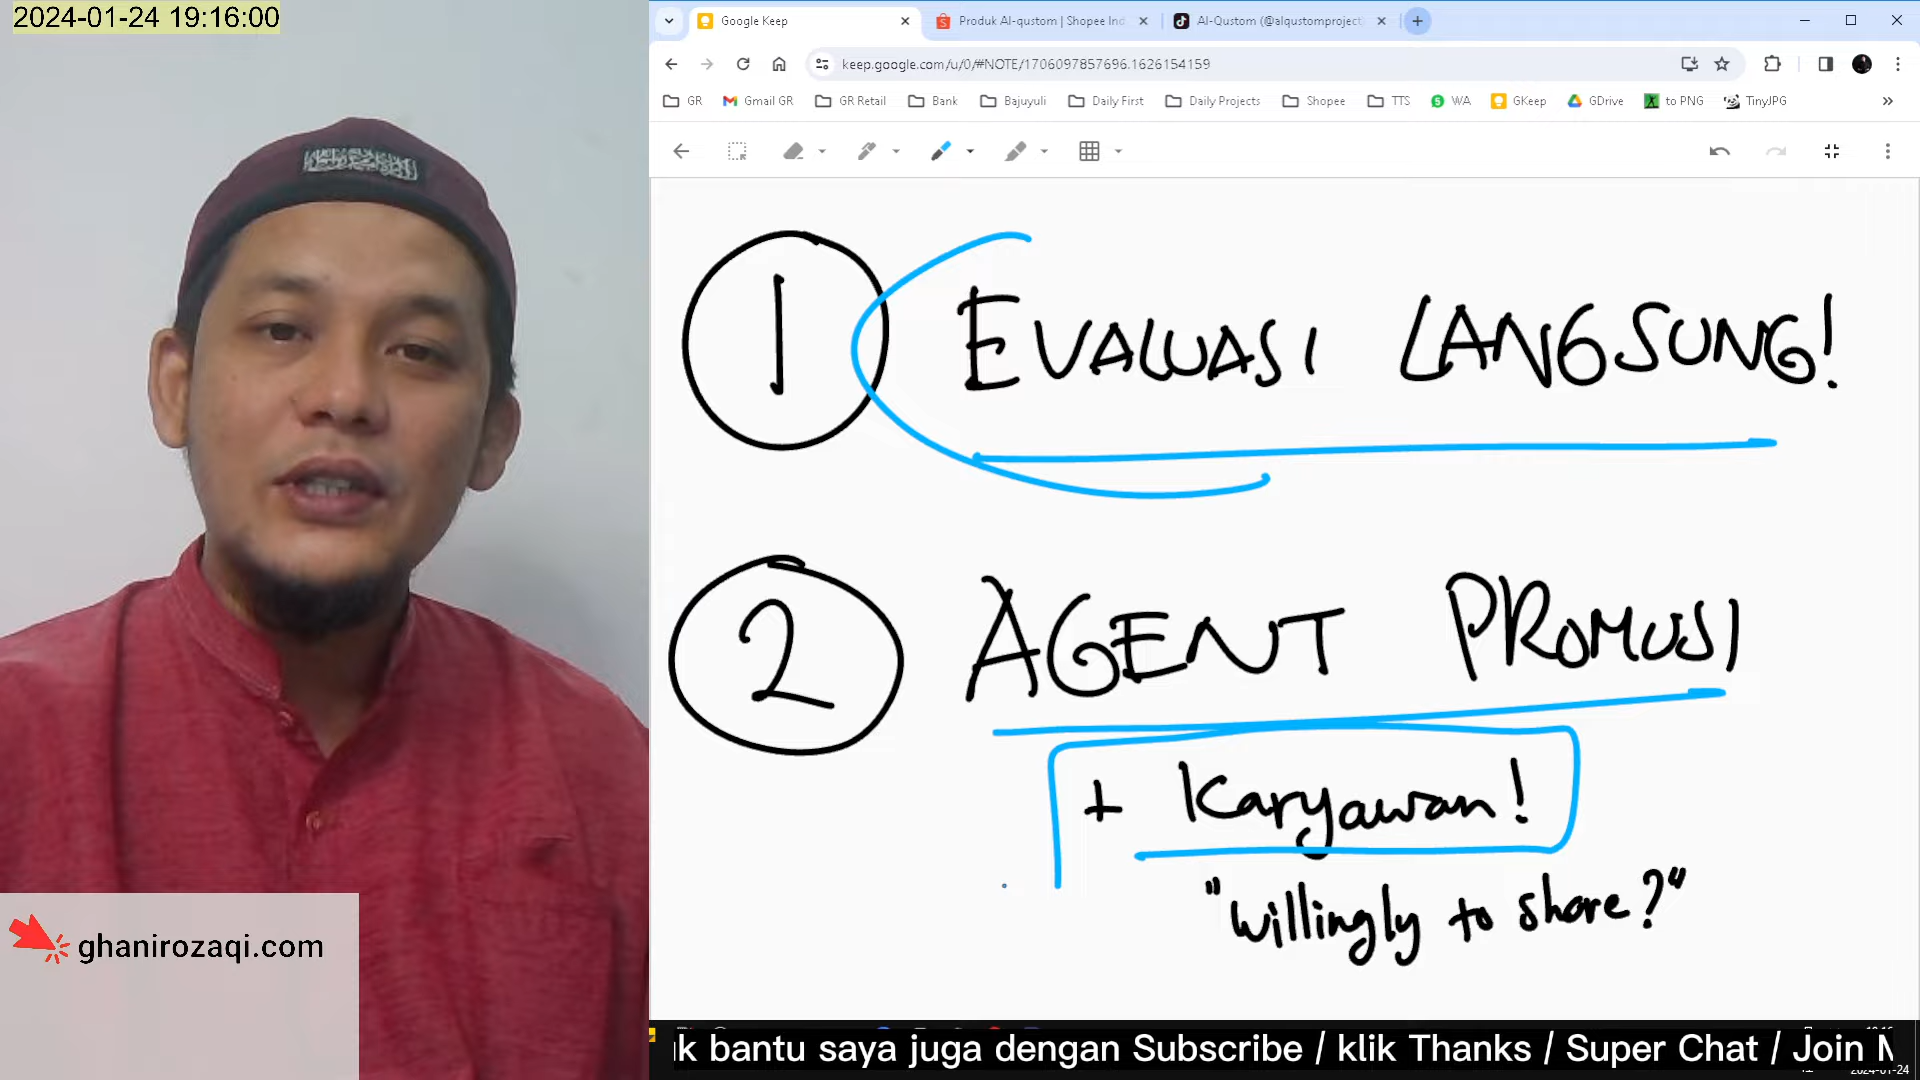 2024-01-24 19:16:00
Google Keep
Produk Al-qustom | Shopee Ind
Al-Qustom (@alqustomproject
keep.google.com/u/0/#NOTE/1706097857696.1626154159
GR
Gmail GR
GR Retail
Bank
Bajuyuli
Daily First
Daily Projects
Shopee
TTS
WA
GKeep
GDrive
to PNG
TinyJPG
1 EVALUASI LANGSUNG!
2 AGENT PROMOSI
+ Karyawan!
"willingly to share?"
ghanirozaqi.com
k bantu saya juga dengan Subscribe / klik Thanks / Super Chat / Join M
2024-01-24